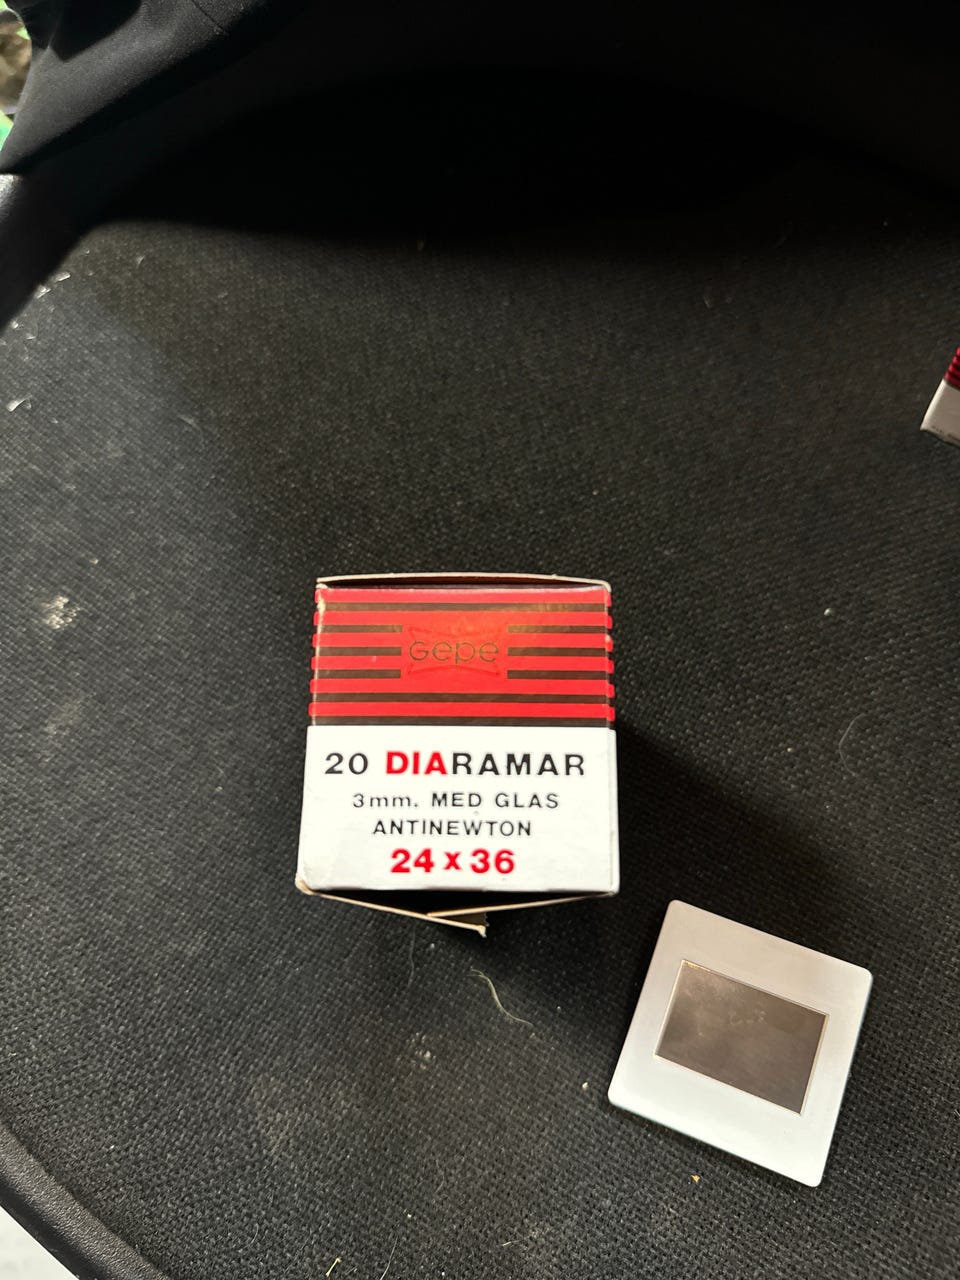 Gepe
20 DIARAMAR
3mm. MED GLAS
ANTINEWTON
24 x 36